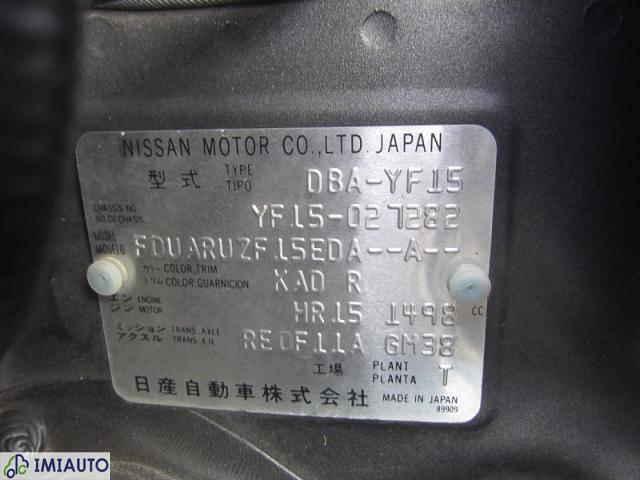 NISSAN MOTOR CO.,LTD. JAPAN
型式 TYPE TIPO DBA-YF15
CHASSIS NO. NO.DE CHASIS. YF15-027282
MODEL MODELO FDUARUZF15EDA--A--
カラー COLOR,TRIM トリム COLOR,GUARNICION KAD R
エンジン ENGINE MOTOR HR15 1498 CC
ミッション TRANS.AXLE アクスル TRANS.EJE RE0F11A GM38
工場 PLANT PLANTA T
日産自動車株式会社 MADE IN JAPAN
89909
IMIAUTO